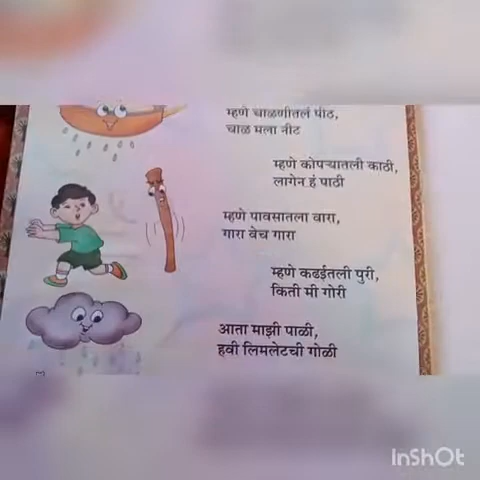 म्हणे चाळणीतलं पीठ,
चाळ मला नीट
म्हणे कोपऱ्यातली काठी,
लागेन हं पाठी
म्हणे पावसातला वारा,
गारा वेच गारा
म्हणे कढईतली पुरी,
किती मी गोरी
आता माझी पाळी,
हवी लिमलेटची गोळी
InShOt